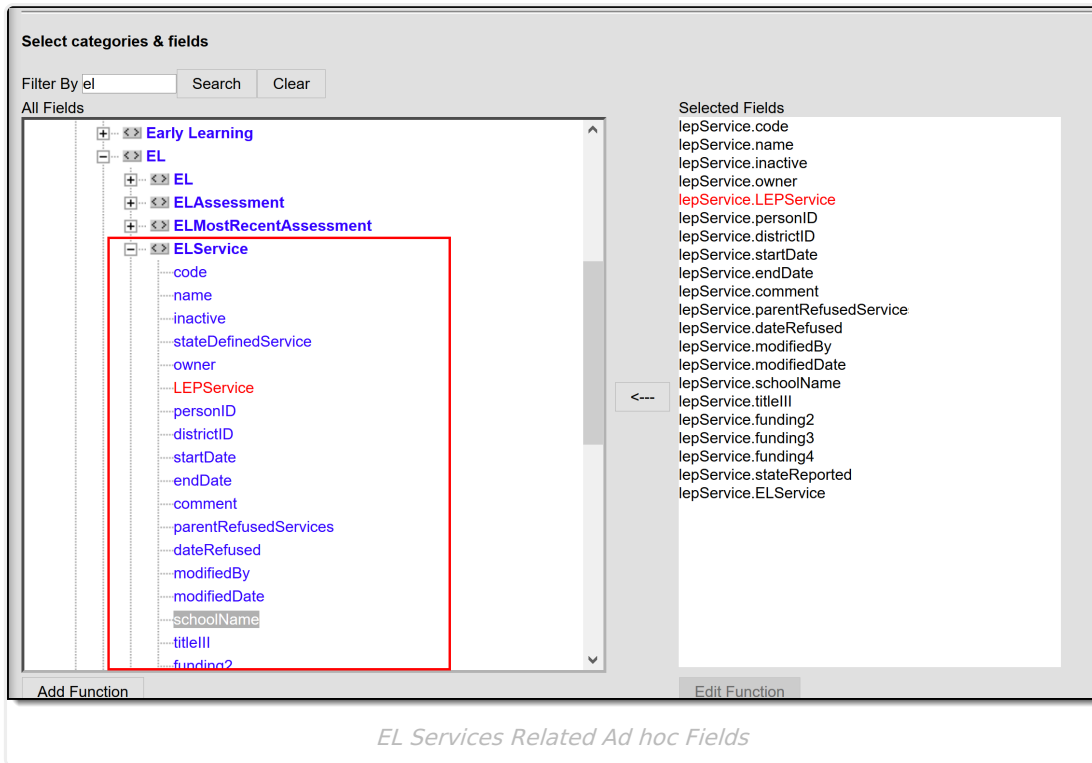 Select categories & fields
Filter By el Search Clear
All Fields
Early Learning
EL
EL
ELAssessment
ELMostRecentAssessment
ELService
code
name
inactive
stateDefinedService
owner
LEPService
personID
districtID
startDate
endDate
comment
parentRefusedServices
dateRefused
modifiedBy
modifiedDate
schoolName
titleIII
funding2
Add Function
<---
Selected Fields
lepService.code
lepService.name
lepService.inactive
lepService.owner
lepService.LEPService
lepService.personID
lepService.districtID
lepService.startDate
lepService.endDate
lepService.comment
lepService.parentRefusedService
lepService.dateRefused
lepService.modifiedBy
lepService.modifiedDate
lepService.schoolName
lepService.titleIII
lepService.funding2
lepService.funding3
lepService.funding4
lepService.stateReported
lepService.ELService
Edit Function
EL Services Related Ad hoc Fields